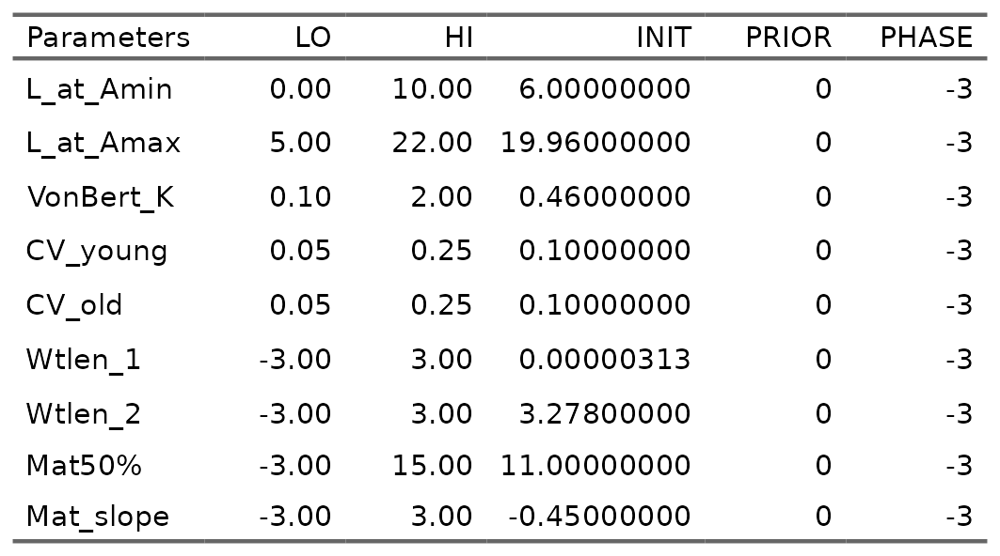 Parameters LO HI INIT PRIOR PHASE
L_at_Amin 0.00 10.00 6.00000000 0 -3
L_at_Amax 5.00 22.00 19.96000000 0 -3
VonBert_K 0.10 2.00 0.46000000 0 -3
CV_young 0.05 0.25 0.10000000 0 -3
CV_old 0.05 0.25 0.10000000 0 -3
Wtlen_1 -3.00 3.00 0.00000313 0 -3
Wtlen_2 -3.00 3.00 3.27800000 0 -3
Mat50% -3.00 15.00 11.00000000 0 -3
Mat_slope -3.00 3.00 -0.45000000 0 -3